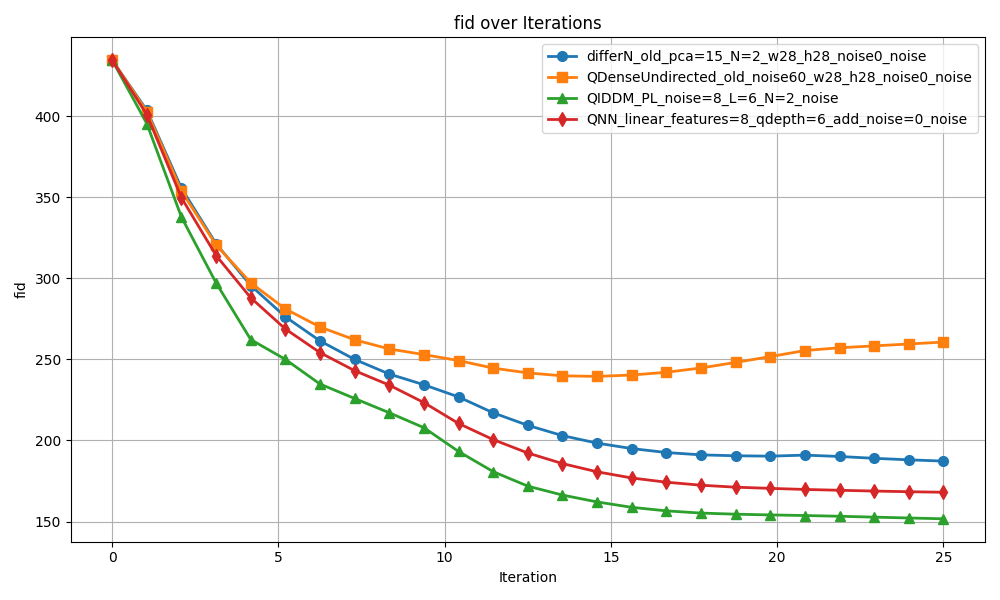 fid over Iterations
differN_old_pca=15_N=2_w28_h28_noise0_noise
QDenseUndirected_old_noise60_w28_h28_noise0_noise
QIDDM_PL_noise=8_L=6_N=2_noise
QNN_linear_features=8_qdepth=6_add_noise=0_noise
fid
400
350
300
250
200
150
0 5 10 15 20 25
Iteration